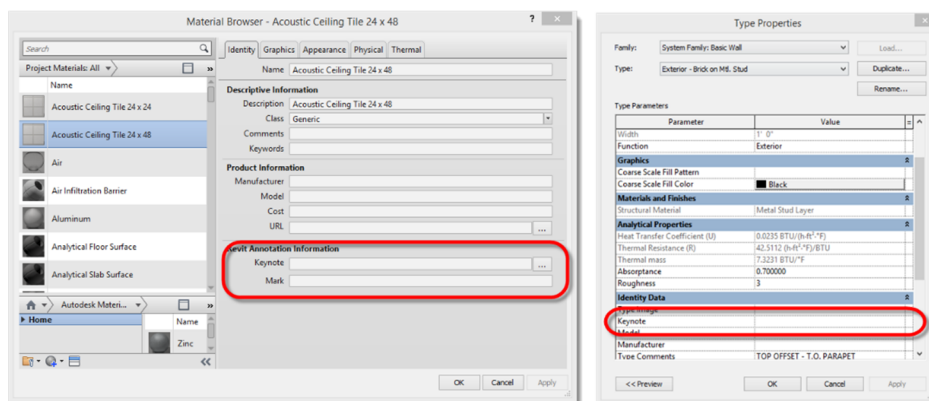 Material Browser - Acoustic Ceiling Tile 24 x 48
?
Search
Project Materials: All
»
Name
Acoustic Ceiling Tile 24 x 24
Acoustic Ceiling Tile 24 x 48
Air
Air Infiltration Barrier
Aluminum
Analytical Floor Surface
Analytical Slab Surface
Autodesk Materi...
»
Home
Name
Zinc
Identity Graphics Appearance Physical Thermal
Name Acoustic Ceiling Tile 24 x 48
Descriptive Information
Description Acoustic Ceiling Tile 24 x 48
Class Generic
Comments
Keywords
Product Information
Manufacturer
Model
Cost
URL ...
Revit Annotation Information
Keynote ...
Mark
OK Cancel Apply
Type Properties
Family: System Family: Basic Wall Load...
Type: Exterior - Brick on Mtl. Stud Duplicate...
Rename...
Type Parameters
Parameter Value =
Width 1' 0"
Function Exterior
Graphics
Coarse Scale Fill Pattern
Coarse Scale Fill Color Black
Materials and Finishes
Structural Material Metal Stud Layer
Analytical Properties
Heat Transfer Coefficient (U) 0.0235 BTU/(h·ft²·°F)
Thermal Resistance (R) 42.5112 (h·ft²·°F)/BTU
Thermal mass 7.3231 BTU/°F
Absorptance 0.700000
Roughness 3
Identity Data
Type Image
Keynote
Model
Manufacturer
Type Comments TOP OFFSET - T.O. PARAPET
<< Preview OK Cancel Apply